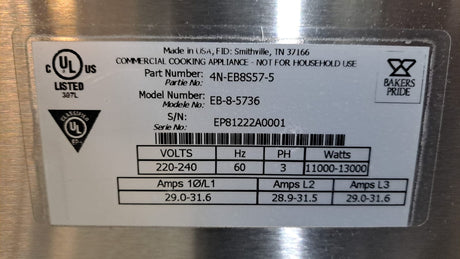 Made in USA, FID: Smithville, TN 37166
COMMERCIAL COOKING APPLIANCE - NOT FOR HOUSEHOLD USE
C UL US
LISTED
387L
Part Number: 4N-EB8S57-5
Partie No:
Model Number: EB-8-5736
Modele No:
S/N: EP81222A0001
Serie No:
BAKERS
PRIDE
CLASSIFIED
UL
VOLTS Hz PH Watts
220-240 60 3 11000-13000
Amps 1Ø/L1 Amps L2 Amps L3
29.0-31.6 28.9-31.5 29.0-31.6